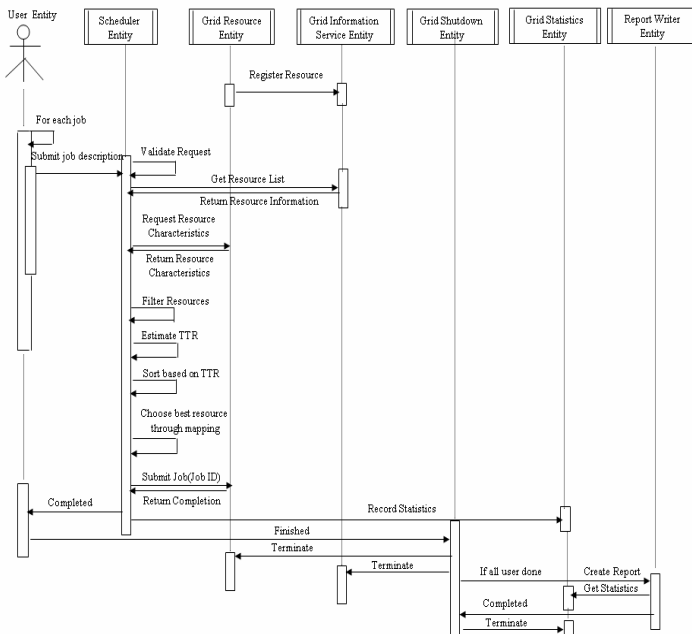 User Entity
Scheduler
Entity
Grid Resource
Entity
Grid Information
Service Entity
Grid Shutdown
Entity
Grid Statistics
Entity
Report Writer
Entity
Register Resource
For each job
Submit job description
Validate Request
Get Resource List
Return Resource Information
Request Resource
Characteristics
Return Resource
Characteristics
Filter Resources
Estimate TTR
Sort based on TTR
Choose best resource
through mapping
Submit Job(Job ID)
Return Completion
Completed
Record Statistics
Finished
Terminate
Terminate
If all user done
Create Report
Get Statistics
Completed
Terminate